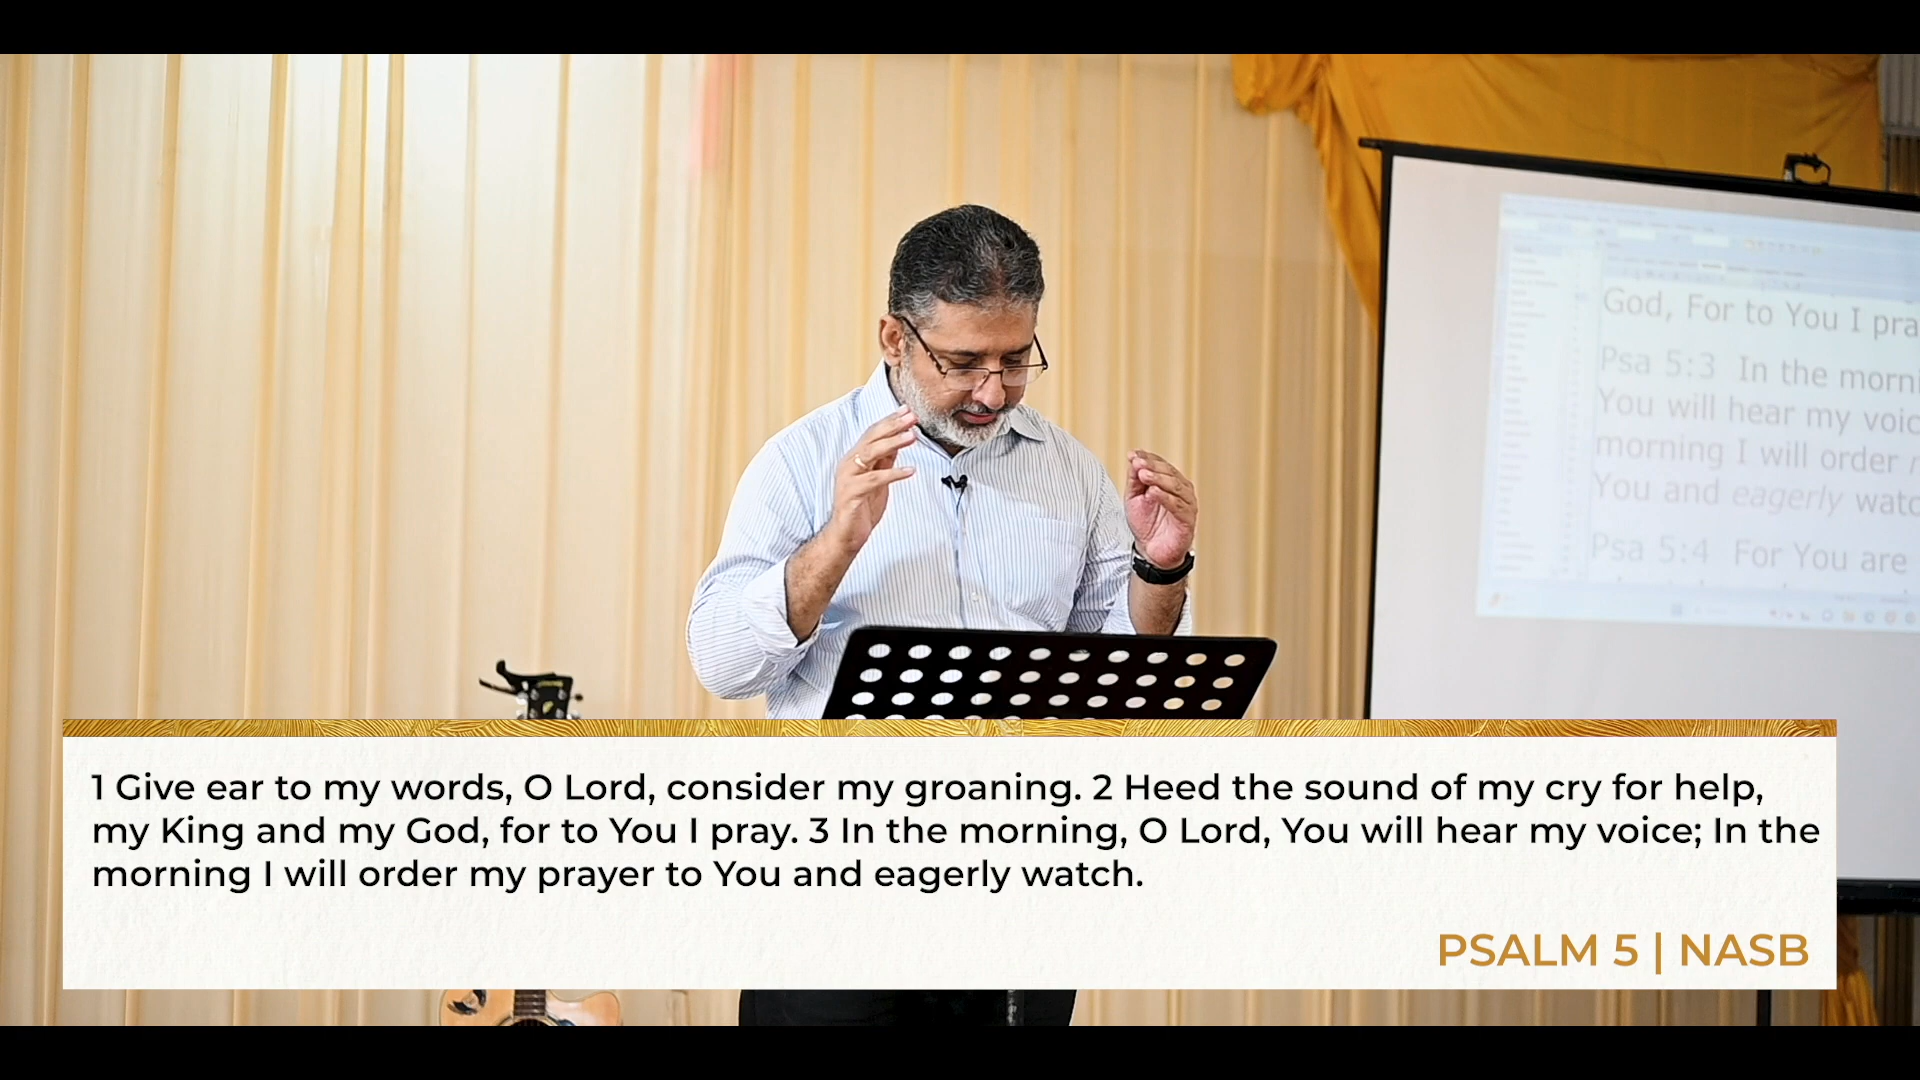 God, For to You I pra
Psa 5:3 In the morn
You will hear my voic
morning I will order
You and eagerly watc
Psa 5:4 For You are
1 Give ear to my words, O Lord, consider my groaning. 2 Heed the sound of my cry for help,
my King and my God, for to You I pray. 3 In the morning, O Lord, You will hear my voice; In the
morning I will order my prayer to You and eagerly watch.
PSALM 5 | NASB